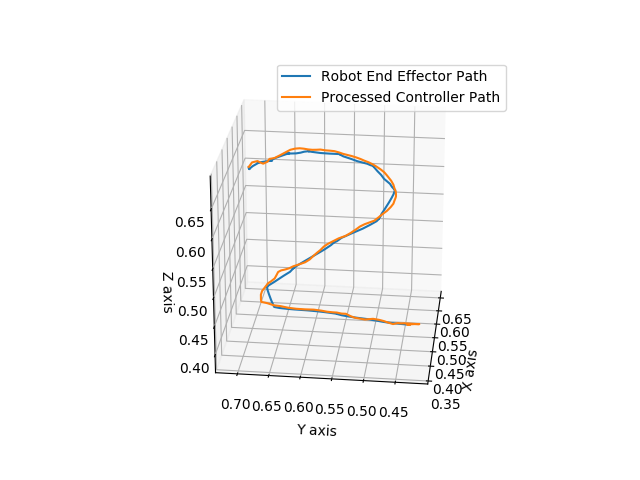 Robot End Effector Path
Processed Controller Path
0.65
0.60
0.55
0.50
0.45
0.40
Z axis
0.70 0.65 0.60 0.55 0.50 0.45
Y axis
0.65
0.60
0.55
0.50
0.45
0.40
0.35
X axis